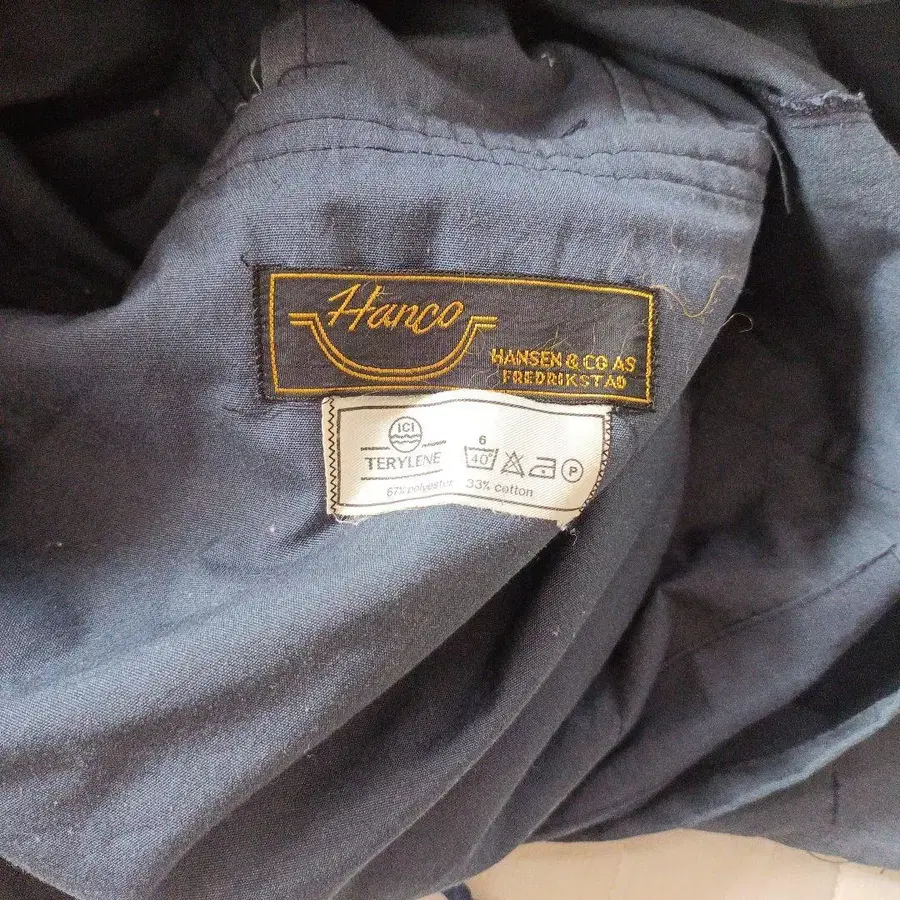 Hanco
HANSEN & CO AS
FREDRIKSTAD
ICI
TERYLENE
6
40°
P
67% polyester 33% cotton